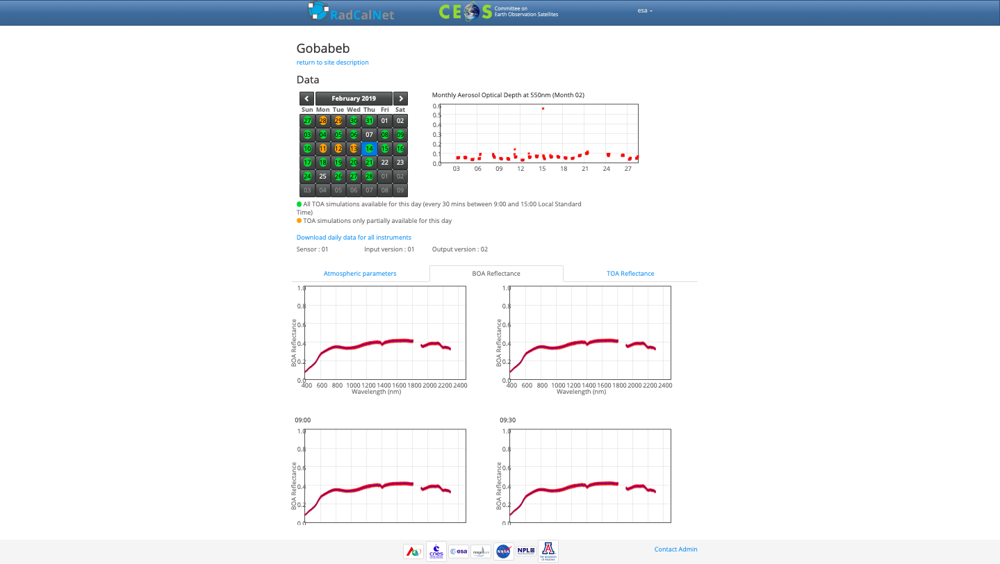 RadCalNet
CEOS
Committee on
Earth Observation Satellites
esa
Gobabeb
return to site description
Data
February 2019
Sun Mon Tue Wed Thu Fri Sat
27 28 29 30 31 01 02
03 04 05 06 07 08 09
10 11 12 13 14 15 16
17 18 19 20 21 22 23
24 25 26 27 28 01 02
03 04 05 06 07 08 09
Monthly Aerosol Optical Depth at 550nm (Month 02)
0.6
0.5
0.4
0.3
0.2
0.1
0.0
03 06 09 12 15 18 21 24 27
All TOA simulations available for this day (every 30 mins between 9:00 and 15:00 Local Standard
Time)
TOA simulations only partially available for this day
Download daily data for all instruments
Sensor : 01 Input version : 01 Output version : 02
Atmospheric parameters BOA Reflectance TOA Reflectance
1.0
0.8
0.6
0.4
0.2
0.0
BOA Reflectance
400 600 800 1000 1200 1400 1600 1800 2000 2200 2400
Wavelength (nm)
1.0
0.8
0.6
0.4
0.2
0.0
BOA Reflectance
400 600 800 1000 1200 1400 1600 1800 2000 2200 2400
Wavelength (nm)
09:00
09:30
1.0
0.8
0.6
0.4
0.2
0.0
BOA Reflectance
1.0
0.8
0.6
0.4
0.2
0.0
BOA Reflectance
cnes
esa
NASA
NPL
A
THE UNIVERSITY
OF ARIZONA
Contact Admin